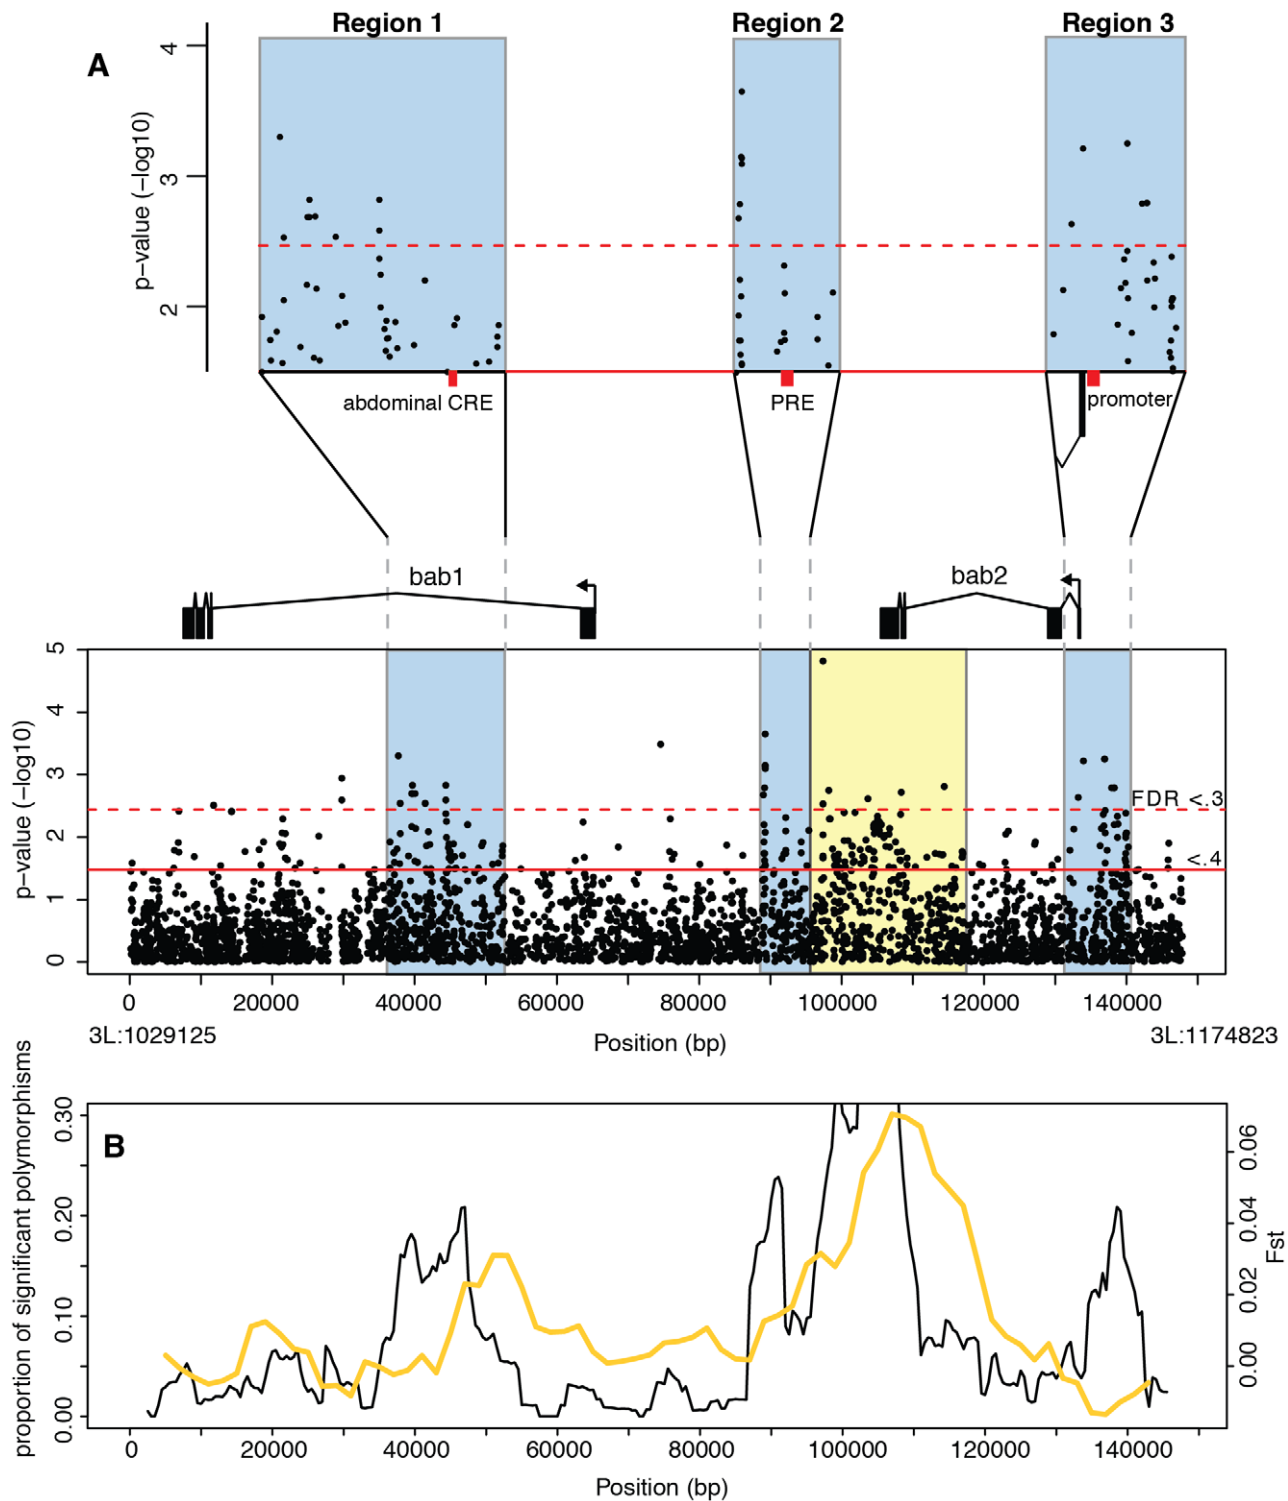 Region 1
Region 2
Region 3
A
p-value (-log10)
4
3
2
abdominal CRE
PRE
promoter
bab1
bab2
p-value (-log10)
5
4
3
2
1
0
FDR <.3
<.4
0
20000
40000
60000
80000
100000
120000
140000
3L:1029125
Position (bp)
3L:1174823
B
proportion of significant polymorphisms
0.30
0.20
0.10
0.00
0.06
0.04
0.02
0.00
Fst
0
20000
40000
60000
80000
100000
120000
140000
Position (bp)